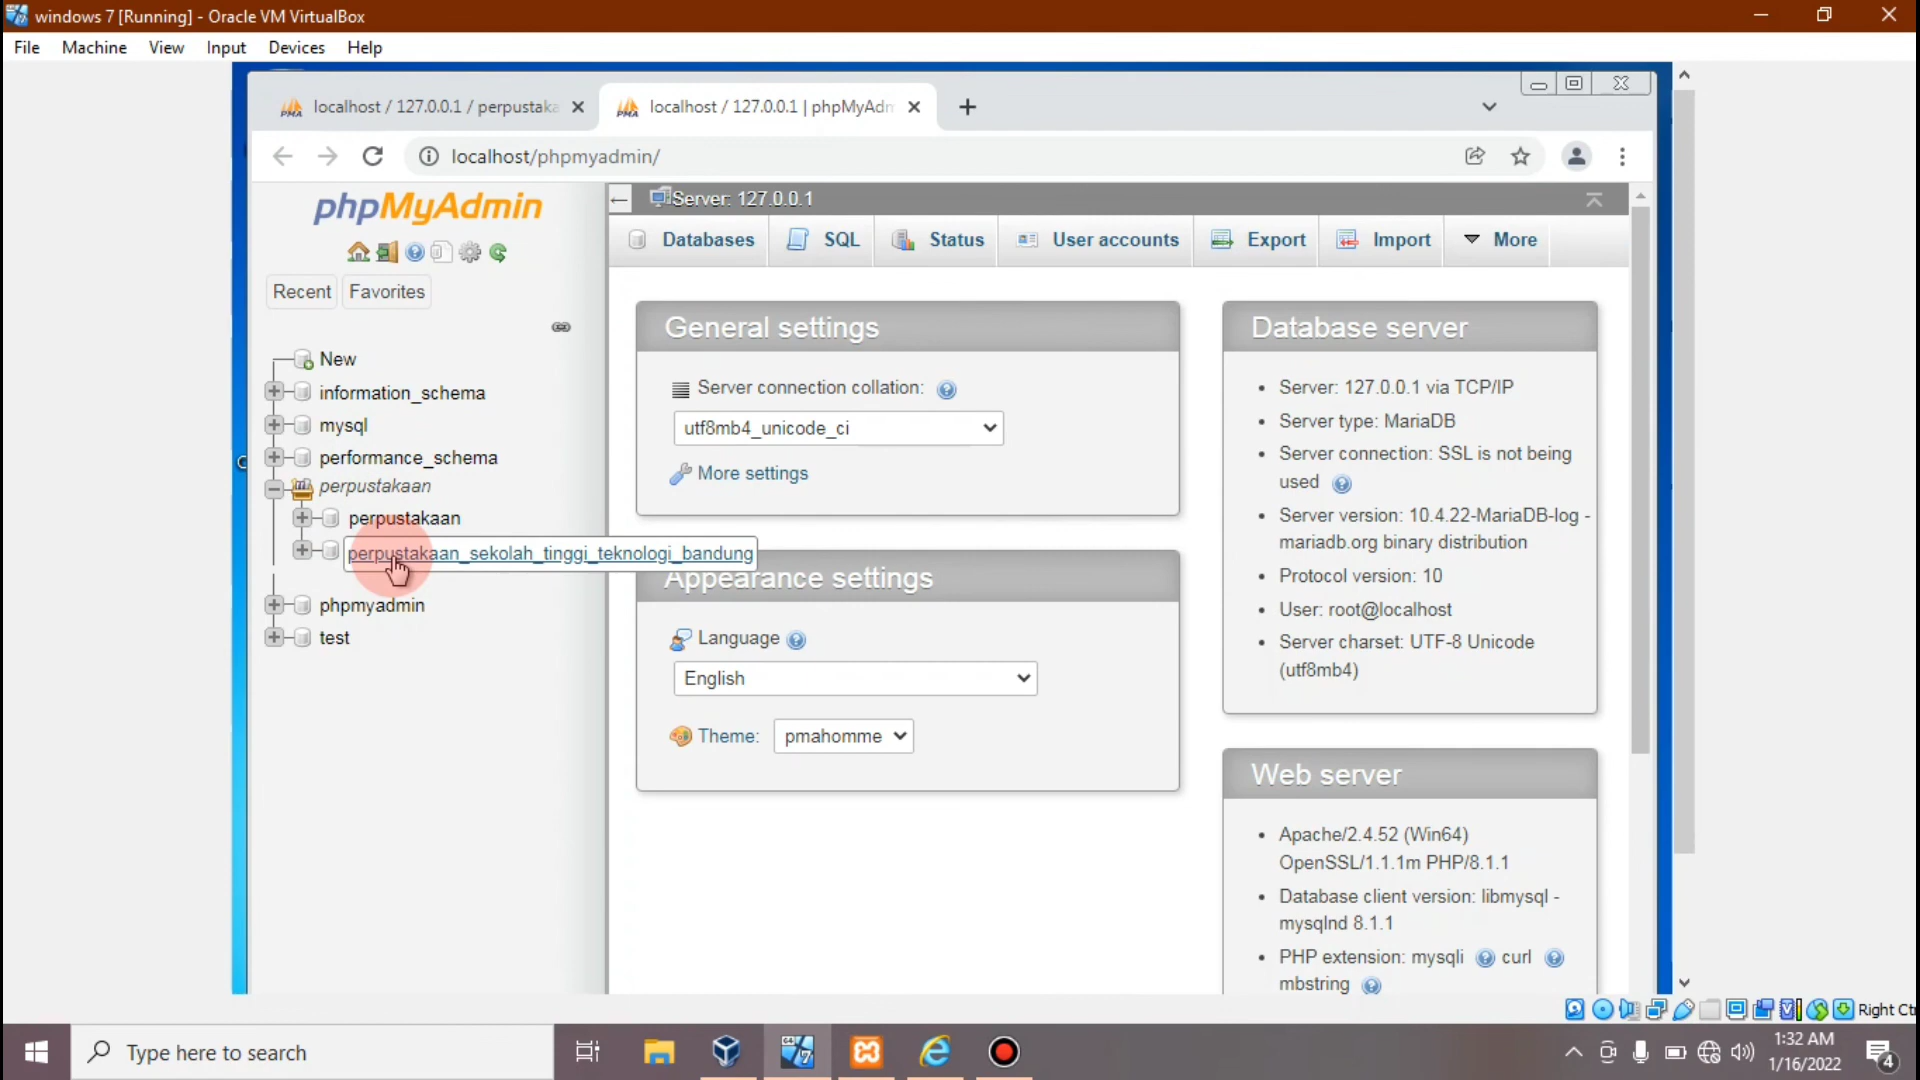 windows 7 [Running] - Oracle VM VirtualBox
File Machine View Input Devices Help
localhost / 127.0.0.1 / perpustaka
localhost / 127.0.0.1 | phpMyAdm
localhost/phpmyadmin/
phpMyAdmin
Recent Favorites
New
information_schema
mysql
performance_schema
perpustakaan
perpustakaan
perpustakaan_sekolah_tinggi_teknologi_bandung
phpmyadmin
test
Server: 127.0.0.1
Databases SQL Status User accounts Export Import More
General settings
Server connection collation:
utf8mb4_unicode_ci
More settings
Appearance settings
Language
English
Theme: pmahomme
Database server
• Server: 127.0.0.1 via TCP/IP
• Server type: MariaDB
• Server connection: SSL is not being
used
• Server version: 10.4.22-MariaDB-log -
mariadb.org binary distribution
• Protocol version: 10
• User: root@localhost
• Server charset: UTF-8 Unicode
(utf8mb4)
Web server
• Apache/2.4.52 (Win64)
OpenSSL/1.1.1m PHP/8.1.1
• Database client version: libmysql -
mysqlnd 8.1.1
• PHP extension: mysqli curl
mbstring
Right Ct
Type here to search
1:32 AM
1/16/2022
4